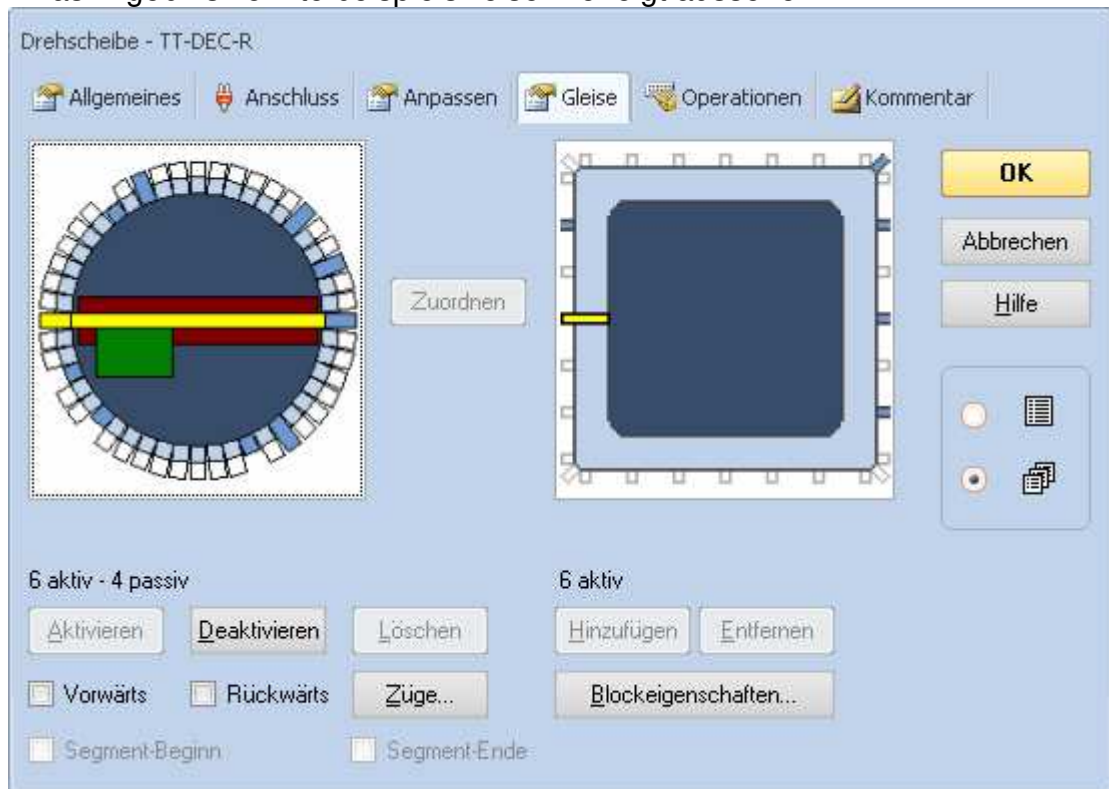 Drehscheibe - TT-DEC-R
Allgemeines Anschluss Anpassen Gleise Operationen Kommentar
OK
Abbrechen
Zuordnen
Hilfe
6 aktiv - 4 passiv 6 aktiv
Aktivieren Deaktivieren Löschen Hinzufügen Entfernen
Vorwärts Rückwärts Züge... Blockeigenschaften...
Segment-Beginn Segment-Ende